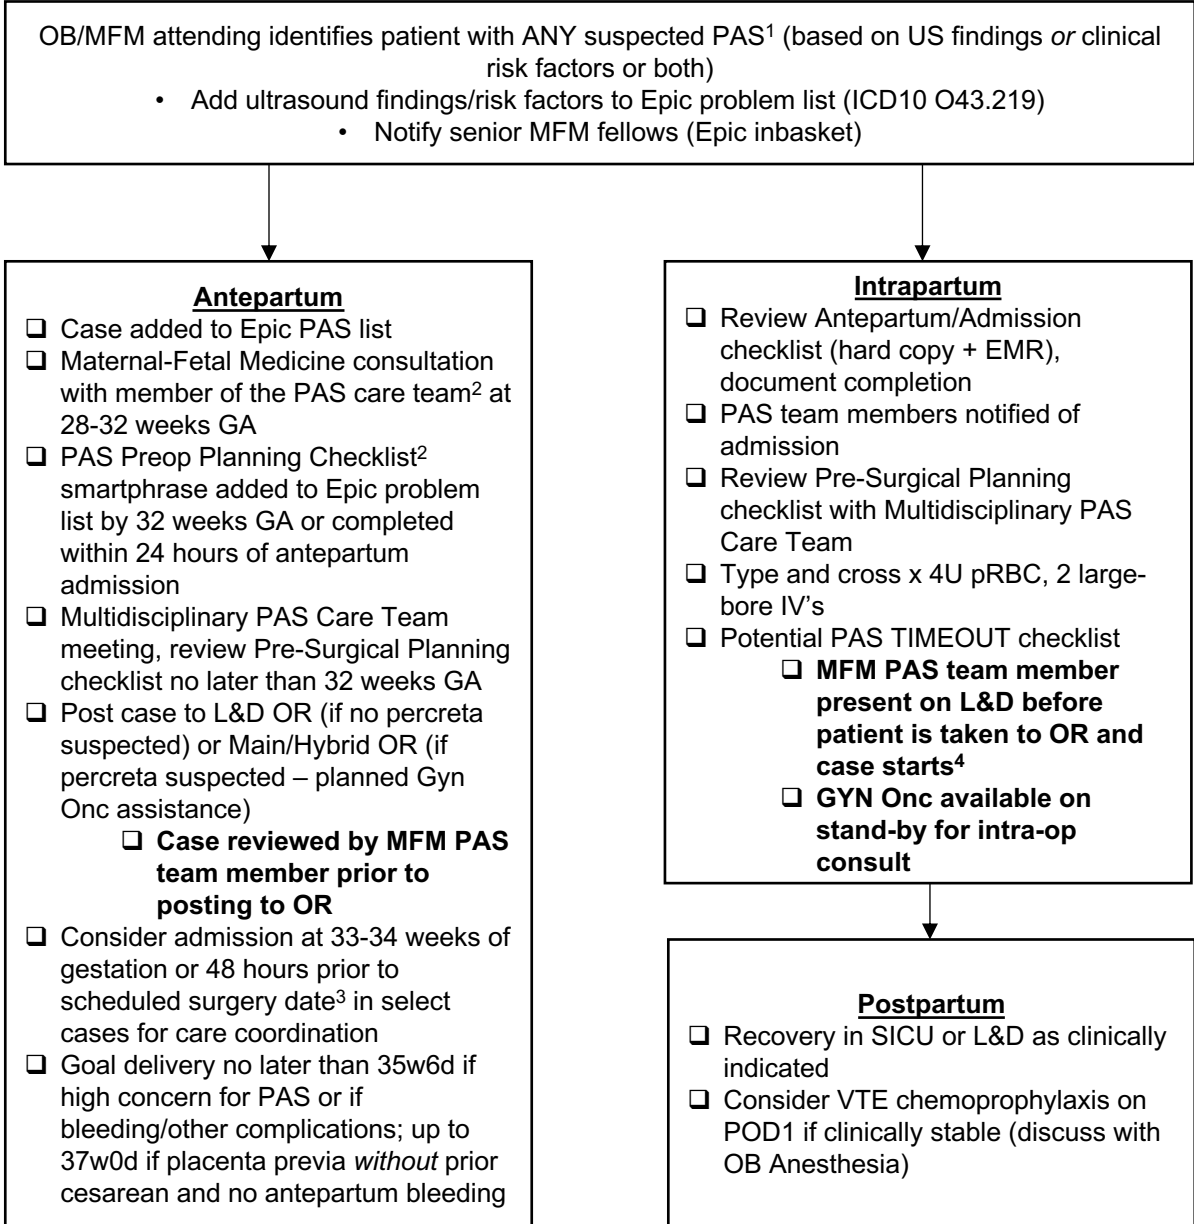 OB/MFM attending identifies patient with ANY suspected PAS¹ (based on US findings or clinical
risk factors or both)
• Add ultrasound findings/risk factors to Epic problem list (ICD10 O43.219)
• Notify senior MFM fellows (Epic inbasket)
Antepartum
❑ Case added to Epic PAS list
❑ Maternal-Fetal Medicine consultation
with member of the PAS care team² at
28-32 weeks GA
❑ PAS Preop Planning Checklist²
smartphrase added to Epic problem
list by 32 weeks GA or completed
within 24 hours of antepartum
admission
❑ Multidisciplinary PAS Care Team
meeting, review Pre-Surgical Planning
checklist no later than 32 weeks GA
❑ Post case to L&D OR (if no percreta
suspected) or Main/Hybrid OR (if
percreta suspected – planned Gyn
Onc assistance)
❑ Case reviewed by MFM PAS
team member prior to
posting to OR
❑ Consider admission at 33-34 weeks of
gestation or 48 hours prior to
scheduled surgery date³ in select
cases for care coordination
❑ Goal delivery no later than 35w6d if
high concern for PAS or if
bleeding/other complications; up to
37w0d if placenta previa without prior
cesarean and no antepartum bleeding
Intrapartum
❑ Review Antepartum/Admission
checklist (hard copy + EMR),
document completion
❑ PAS team members notified of
admission
❑ Review Pre-Surgical Planning
checklist with Multidisciplinary PAS
Care Team
❑ Type and cross x 4U pRBC, 2 large-
bore IV's
❑ Potential PAS TIMEOUT checklist
❑ MFM PAS team member
present on L&D before
patient is taken to OR and
case starts⁴
❑ GYN Onc available on
stand-by for intra-op
consult
Postpartum
❑ Recovery in SICU or L&D as clinically
indicated
❑ Consider VTE chemoprophylaxis on
POD1 if clinically stable (discuss with
OB Anesthesia)